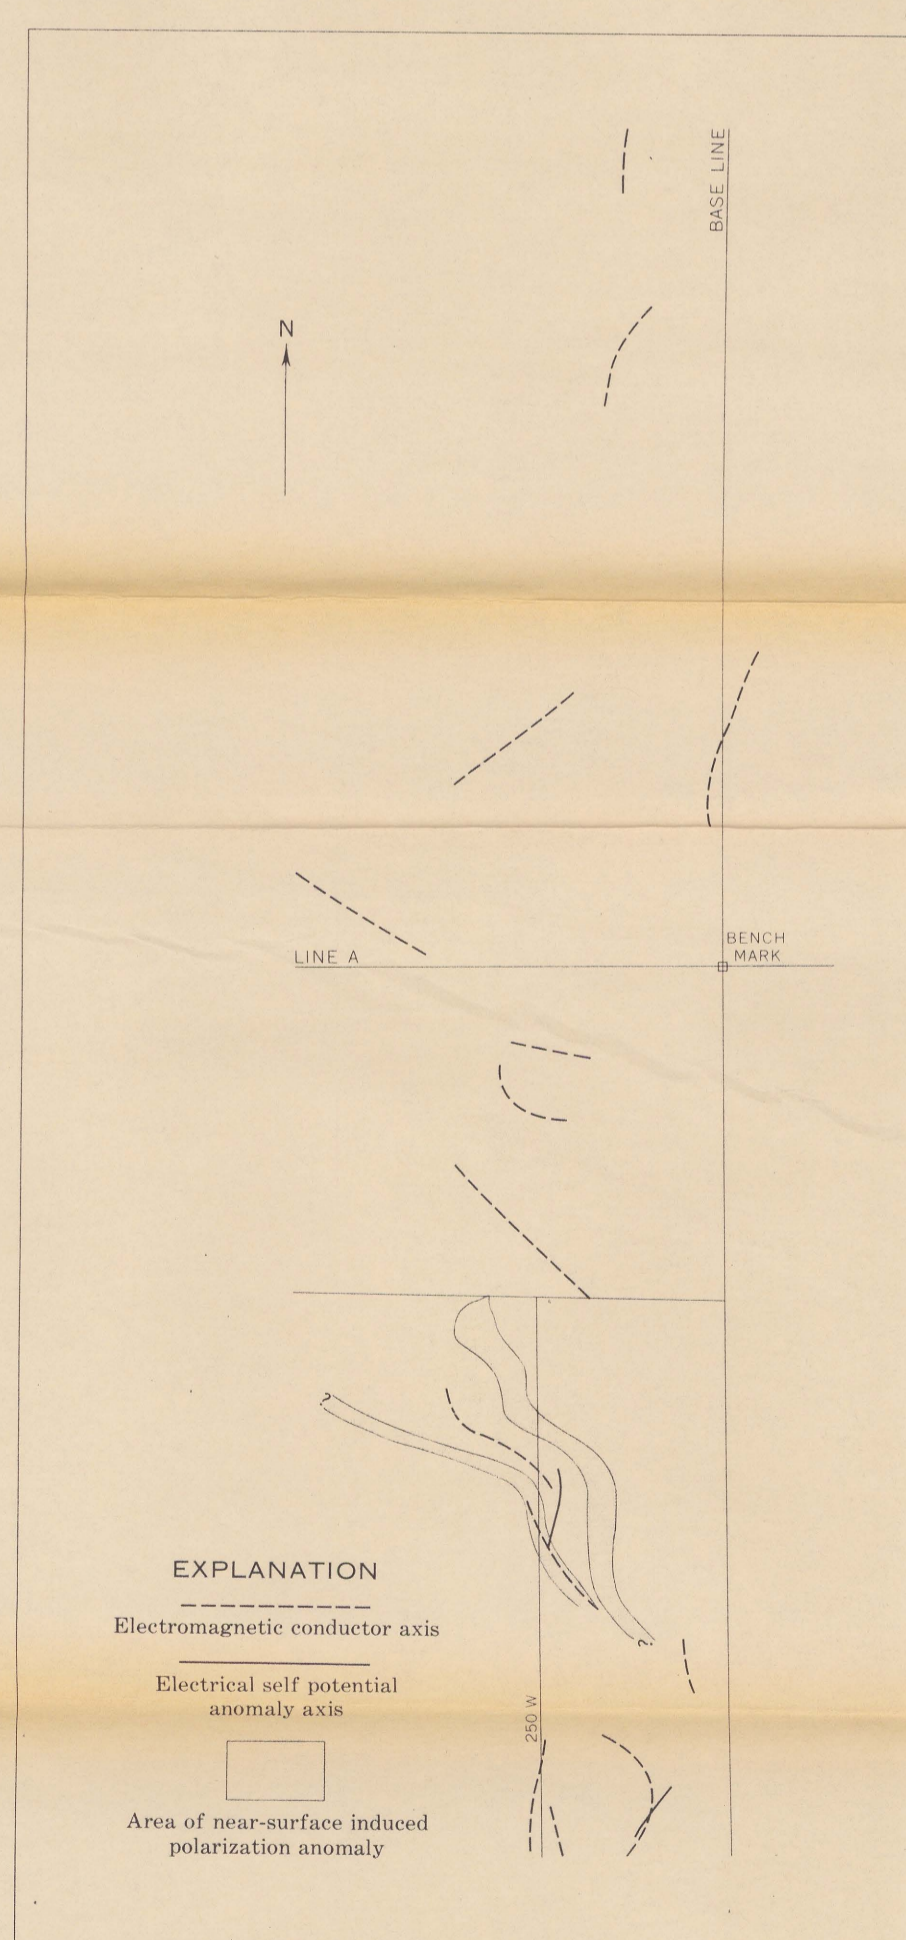 BASE LINE
N
BENCH
MARK
LINE A
?
?
250 W
EXPLANATION
Electromagnetic conductor axis
Electrical self potential
anomaly axis
Area of near-surface induced
polarization anomaly